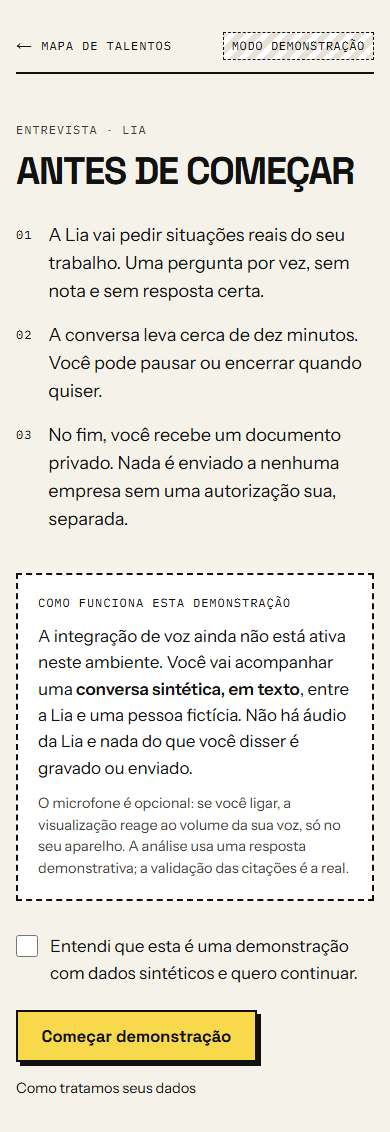 ← MAPA DE TALENTOS
MODO DEMONSTRAÇÃO
ENTREVISTA · LIA
ANTES DE COMEÇAR
01 A Lia vai pedir situações reais do seu
trabalho. Uma pergunta por vez, sem
nota e sem resposta certa.
02 A conversa leva cerca de dez minutos.
Você pode pausar ou encerrar quando
quiser.
03 No fim, você recebe um documento
privado. Nada é enviado a nenhuma
empresa sem uma autorização sua,
separada.
COMO FUNCIONA ESTA DEMONSTRAÇÃO
A integração de voz ainda não está ativa
neste ambiente. Você vai acompanhar
uma conversa sintética, em texto, entre
a Lia e uma pessoa fictícia. Não há áudio
da Lia e nada do que você disser é
gravado ou enviado.
O microfone é opcional: se você ligar, a
visualização reage ao volume da sua voz, só no
seu aparelho. A análise usa uma resposta
demonstrativa; a validação das citações é a real.
Entendi que esta é uma demonstração
com dados sintéticos e quero continuar.
Começar demonstração
Como tratamos seus dados